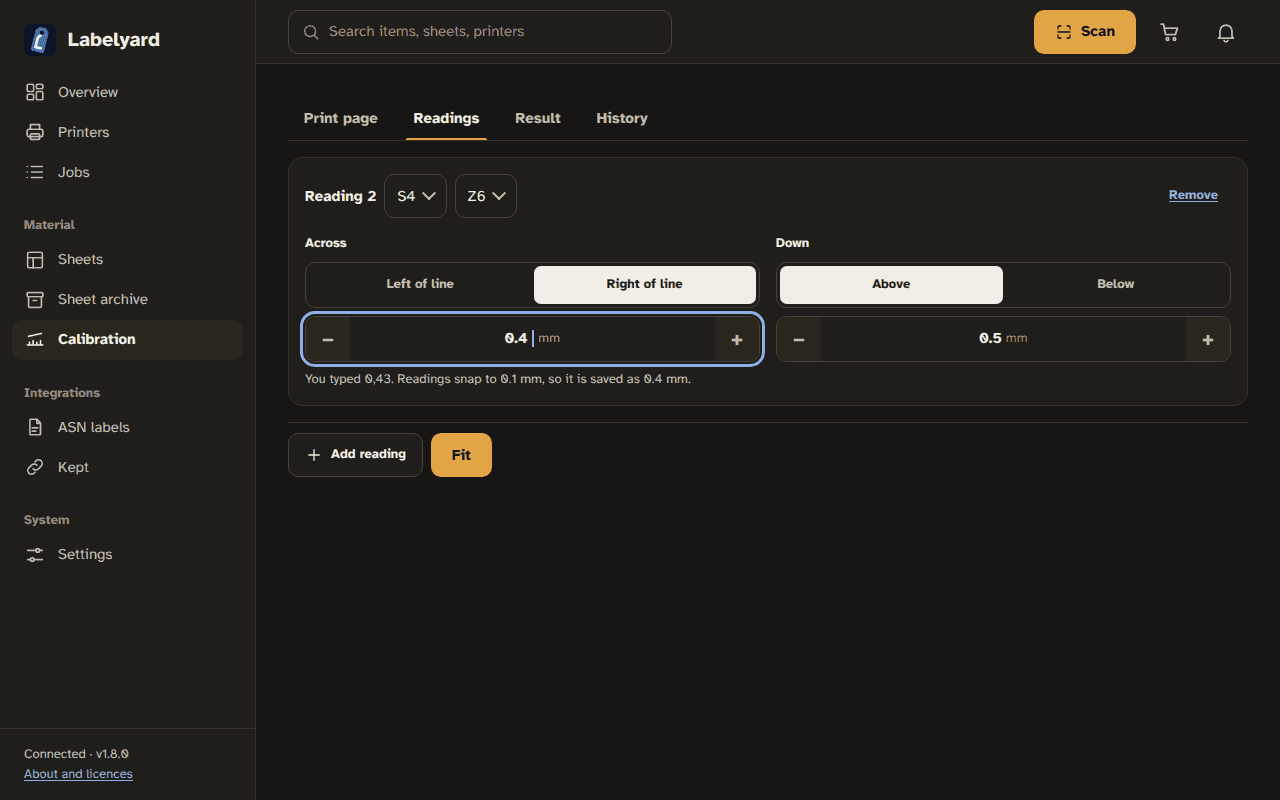 Labelyard
Search items, sheets, printers
Scan
Overview
Printers
Jobs
Material
Sheets
Sheet archive
Calibration
Integrations
ASN labels
Kept
System
Settings
Connected · v1.8.0
About and licences
Print page
Readings
Result
History
Reading 2
S4
Z6
Remove
Across
Left of line
Right of line
− 0.4 mm +
You typed 0,43. Readings snap to 0.1 mm, so it is saved as 0.4 mm.
Down
Above
Below
− 0.5 mm +
+ Add reading
Fit